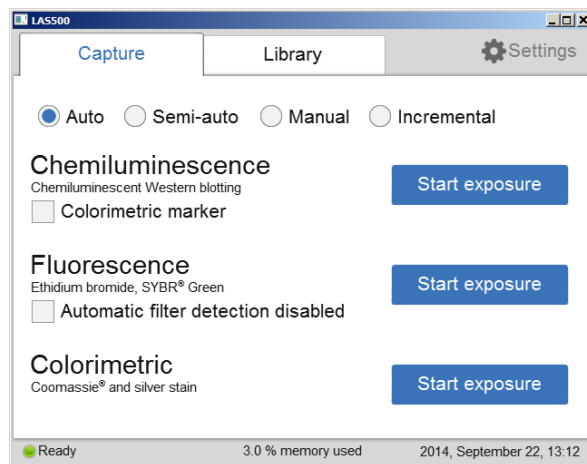 LAS500
Capture
Library
Settings
Auto
Semi-auto
Manual
Incremental
Chemiluminescence
Chemiluminescent Western blotting
Colorimetric marker
Start exposure
Fluorescence
Ethidium bromide, SYBR® Green
Automatic filter detection disabled
Start exposure
Colorimetric
Coomassie® and silver stain
Start exposure
Ready
3.0 % memory used
2014, September 22, 13:12